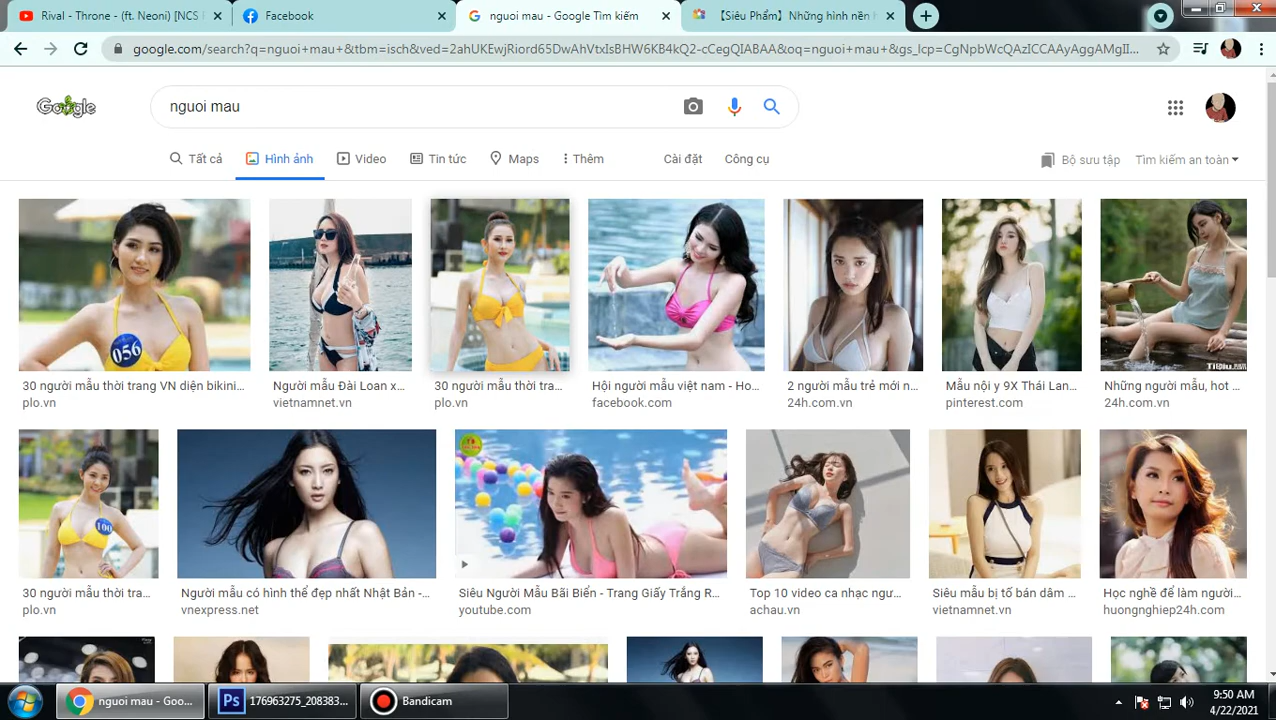 Rival - Throne - (ft. Neoni) [NCS
Facebook
nguoi mau - Google Tìm kiếm
【Siêu Phẩm】Những hình nền
google.com/search?q=nguoi+mau+&tbm=isch&ved=2ahUKEwjRiord65DwAhVtxIsBHW6KB4kQ2-cCegQIABAA&oq=nguoi+mau+&gs_lcp=CgNpbWcQAzICCAAyAggAMgII...
Google
nguoi mau
Tất cả
Hình ảnh
Video
Tin tức
Maps
Thêm
Cài đặt
Công cụ
Bộ sưu tập
Tìm kiếm an toàn
056
TiDiu.com
30 người mẫu thời trang VN diện bikini...
Người mẫu Đài Loan x...
30 người mẫu thời tra...
Hội người mẫu việt nam - Ho...
2 người mẫu trẻ mới n...
Mẫu nội y 9X Thái Lan...
Những người mẫu, hot ...
plo.vn
vietnamnet.vn
plo.vn
facebook.com
24h.com.vn
pinterest.com
24h.com.vn
100
30 người mẫu thời tra...
Người mẫu có hình thể đẹp nhất Nhật Bản -...
Siêu Người Mẫu Bãi Biển - Trang Giấy Trắng R...
Top 10 video ca nhạc ngư...
Siêu mẫu bị tố bán dâm ...
Học nghề để làm người...
plo.vn
vnexpress.net
youtube.com
achau.vn
vietnamnet.vn
huongnghiep24h.com
nguoi mau - Goo...
Ps
176963275_208383...
Bandicam
9:50 AM
4/22/2021